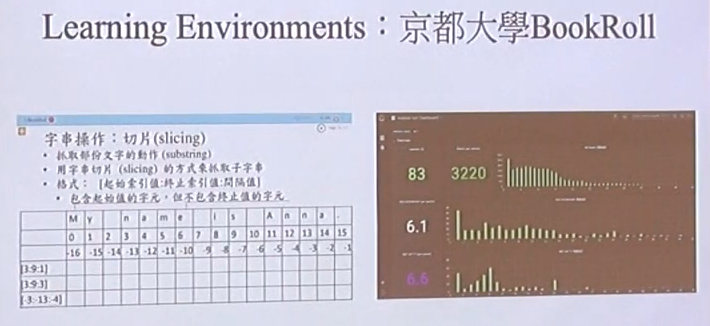 Learning Environments：京都大學BookRoll
字串操作：切片(slicing)
• 抓取部份文字的動作 (substring)
• 用字串切片 (slicing) 的方式來抓取子字串
• 格式： [起始索引值:終止索引值:間隔值]
• 包含起始值的字元，但不包含終止值的字元
M y n a m e i s A n n a .
0 1 2 3 4 5 6 7 8 9 10 11 12 13 14 15
-16 -15 -14 -13 -12 -11 -10 -9 -8 -7 -6 -5 -4 -3 -2 -1
[3:9:1]
[3:9:3]
[-3:-13:-4]
83 3220
6.1
6.6